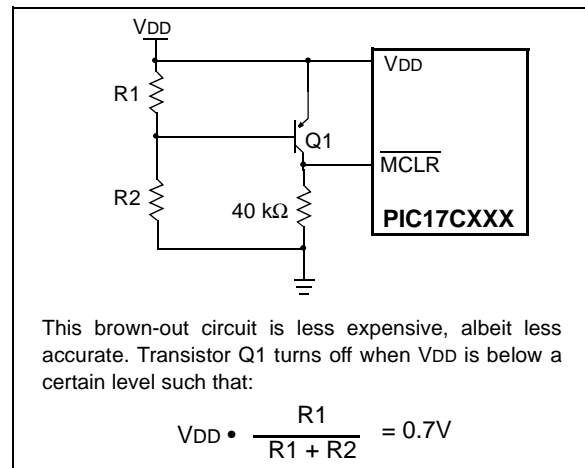 VDD
VDD
R1
Q1
MCLR
R2
40 kΩ
PIC17CXXX
This brown-out circuit is less expensive, albeit less
accurate. Transistor Q1 turns off when VDD is below a
certain level such that:
VDD • R1 / R1 + R2 = 0.7V